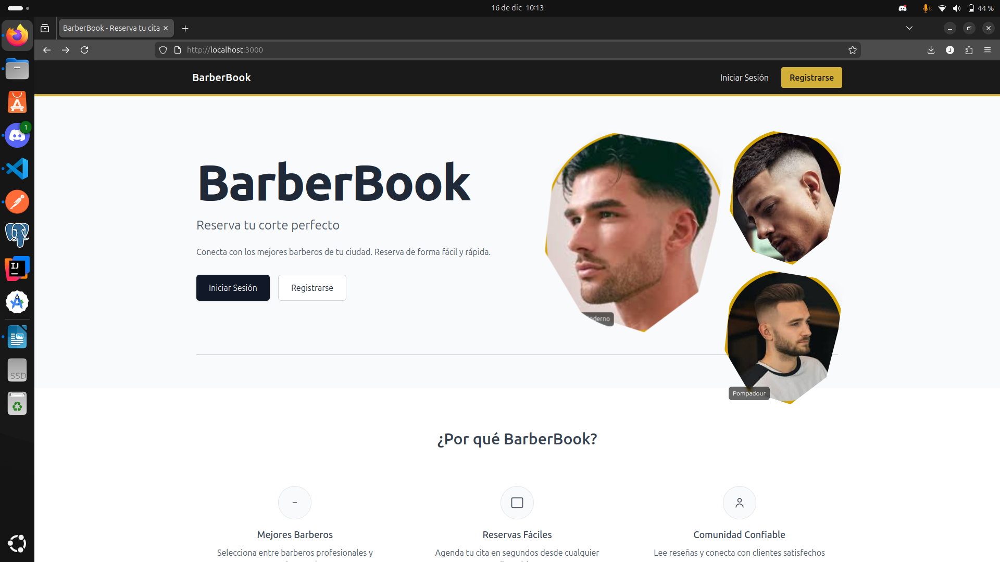 16 de dic 10:13
44 %
BarberBook - Reserva tu cita
http://localhost:3000
J
1
BarberBook
Iniciar Sesión
Registrarse
BarberBook
Reserva tu corte perfecto
Conecta con los mejores barberos de tu ciudad. Reserva de forma fácil y rápida.
Iniciar Sesión
Registrarse
Pompadour
IJ
SSD
¿Por qué BarberBook?
Mejores Barberos
Reservas Fáciles
Comunidad Confiable
Selecciona entre barberos profesionales y
Agenda tu cita en segundos desde cualquier
Lee reseñas y conecta con clientes satisfechos